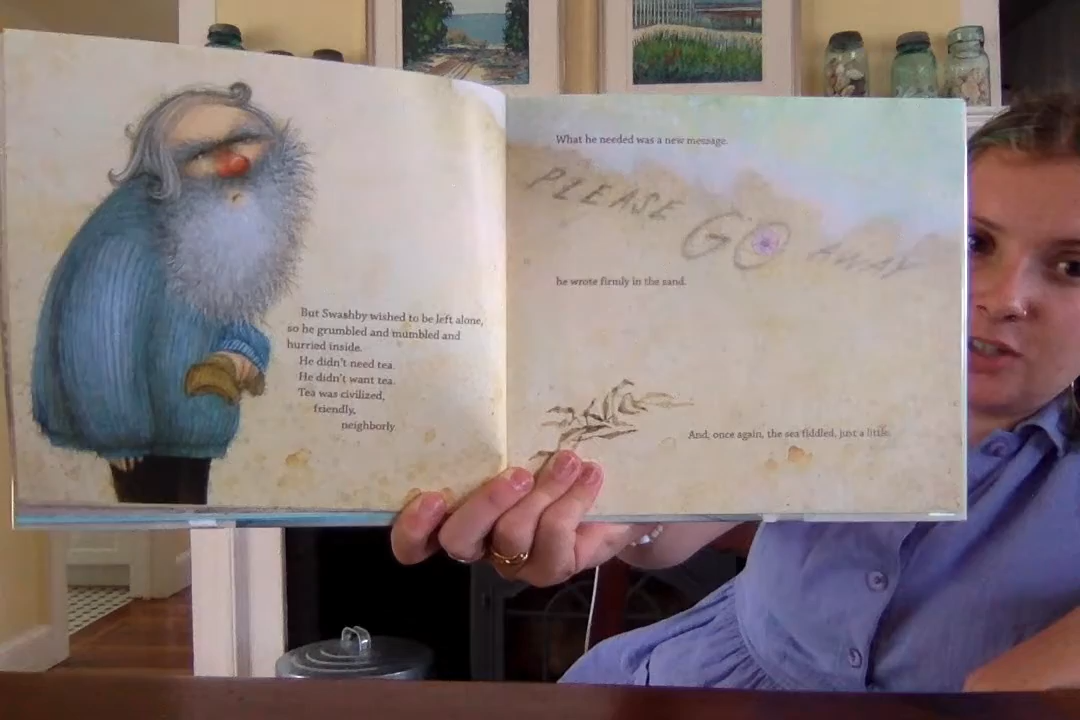 But Swashby wished to be left alone,
so he grumbled and mumbled and
hurried inside.
He didn't need tea.
He didn't want tea.
Tea was civilized,
friendly,
neighborly
What he needed was a new message.
PLEASE GO AWAY
he wrote firmly in the sand.
And, once again, the sea fiddled, just a little.